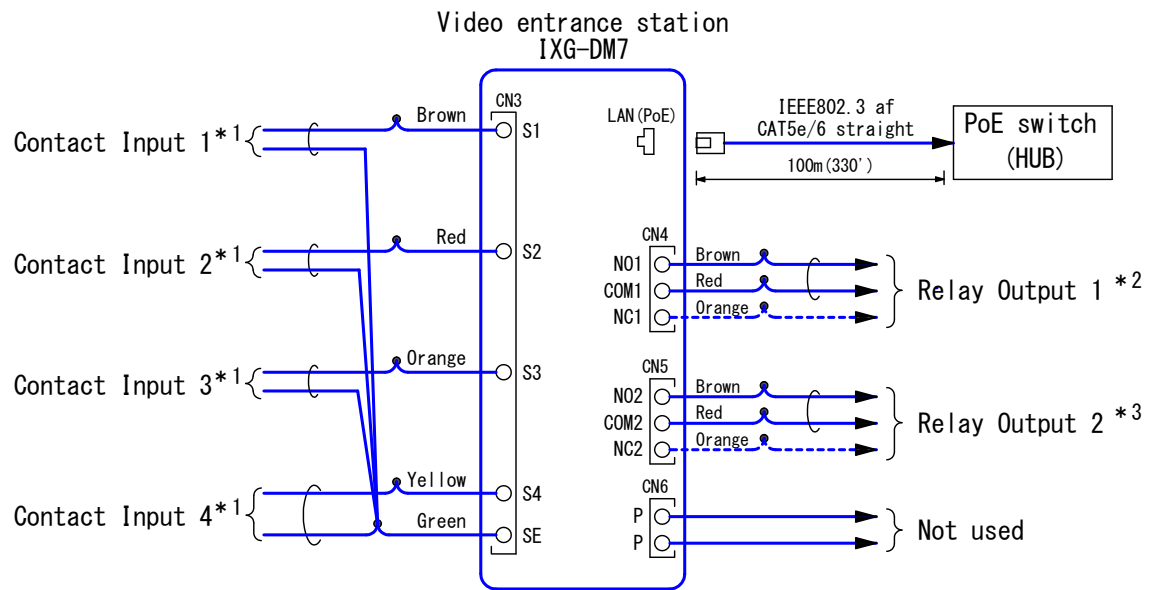 Video entrance station
IXG-DM7
CN3
Contact Input 1*1
Brown
S1
Contact Input 2*1
Red
S2
Contact Input 3*1
Orange
S3
Contact Input 4*1
Yellow
S4
Green
SE
LAN(PoE)
IEEE802.3 af
CAT5e/6 straight
100m(330')
PoE switch
(HUB)
CN4
NO1
Brown
COM1
Red
NC1
Orange
Relay Output 1 *2
CN5
NO2
Brown
COM2
Red
NC2
Orange
Relay Output 2 *3
CN6
P
P
Not used